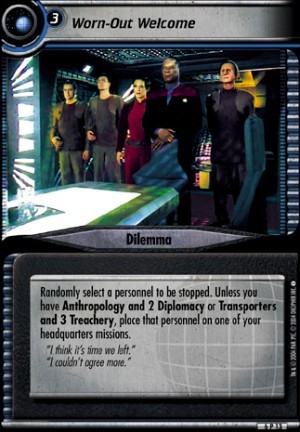 3
Worn-Out Welcome
Dilemma
Randomly select a personnel to be stopped. Unless you
have Anthropology and 2 Diplomacy or Transporters
and 3 Treachery, place that personnel on one of your
headquarters missions.
"I think it's time we left."
"I couldn't agree more."